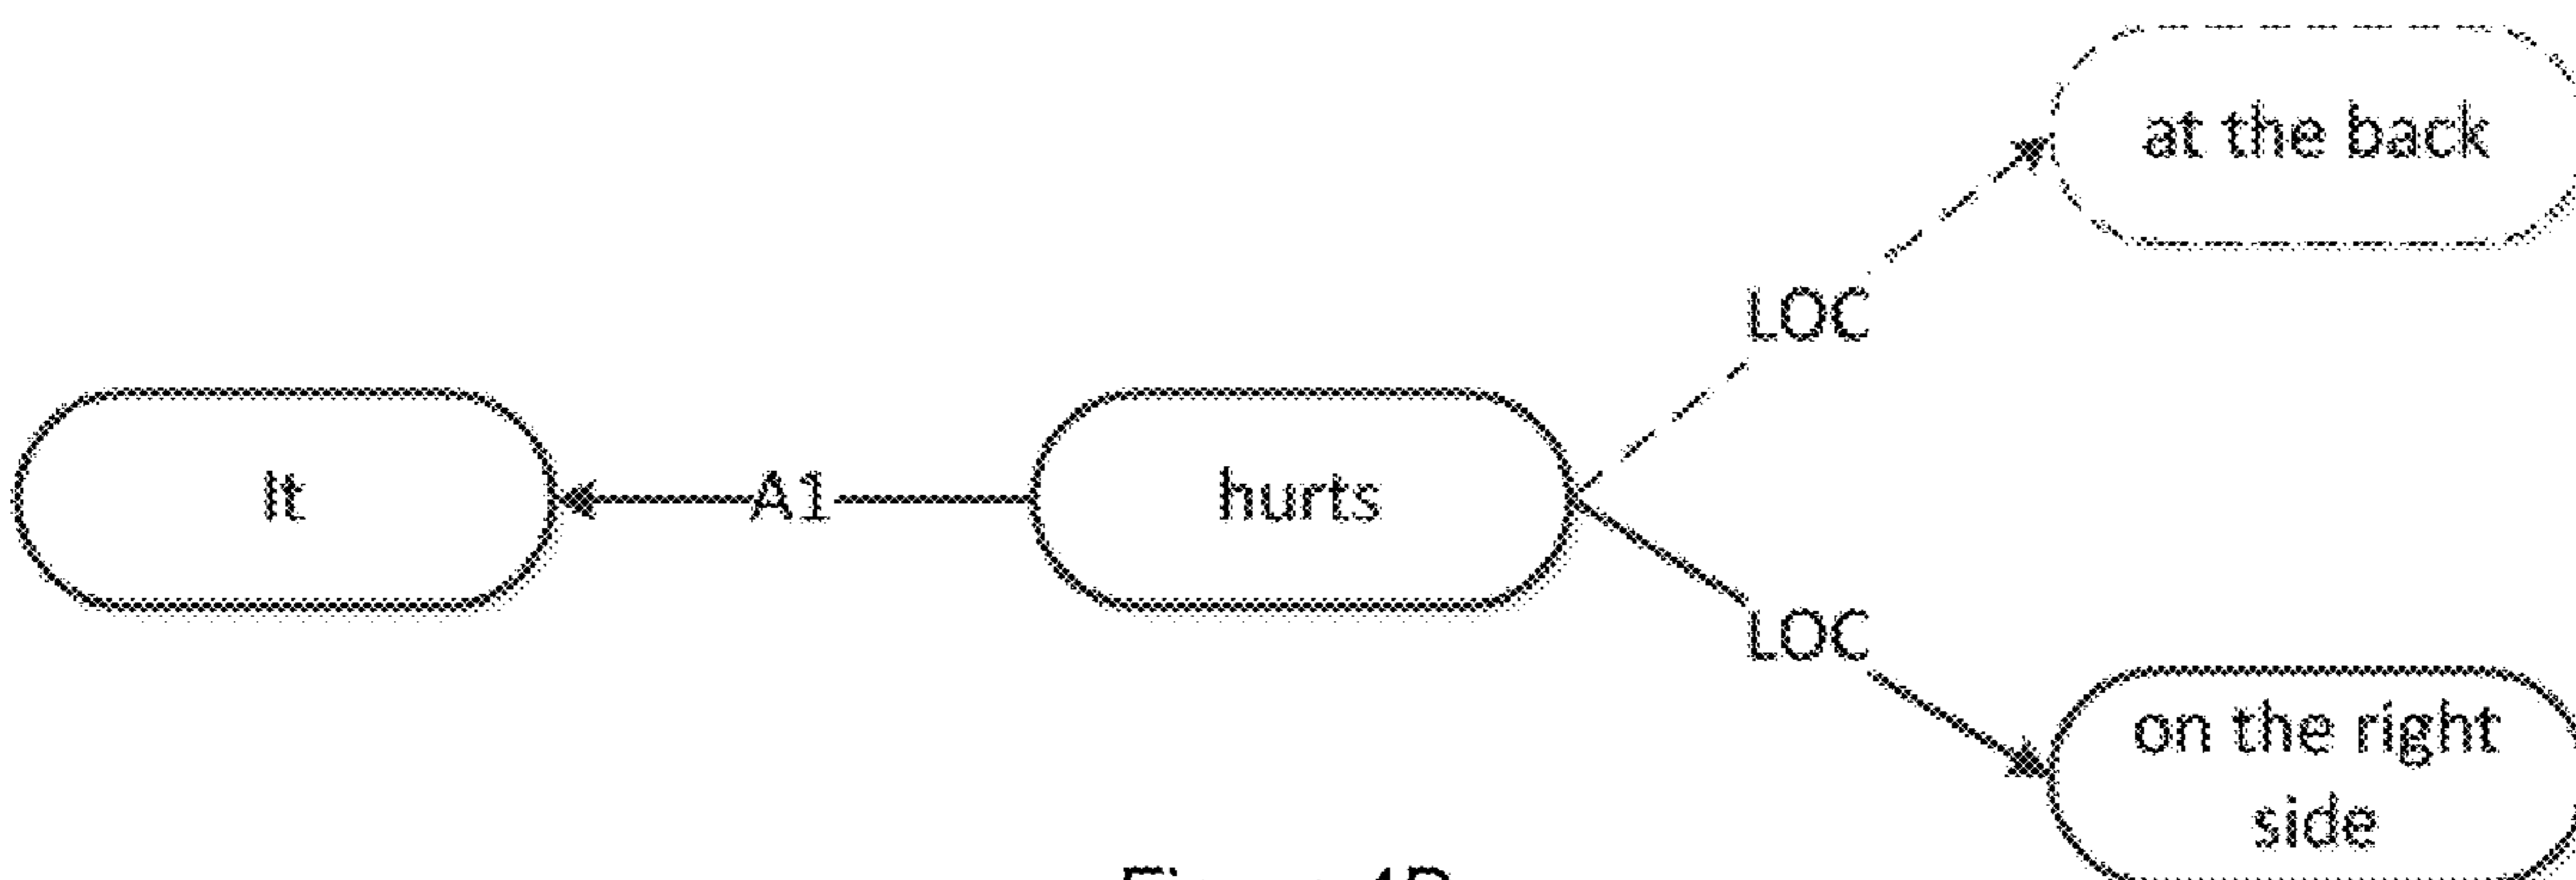 at the back
LOC
It
A1
hurts
LOC
on the right
side